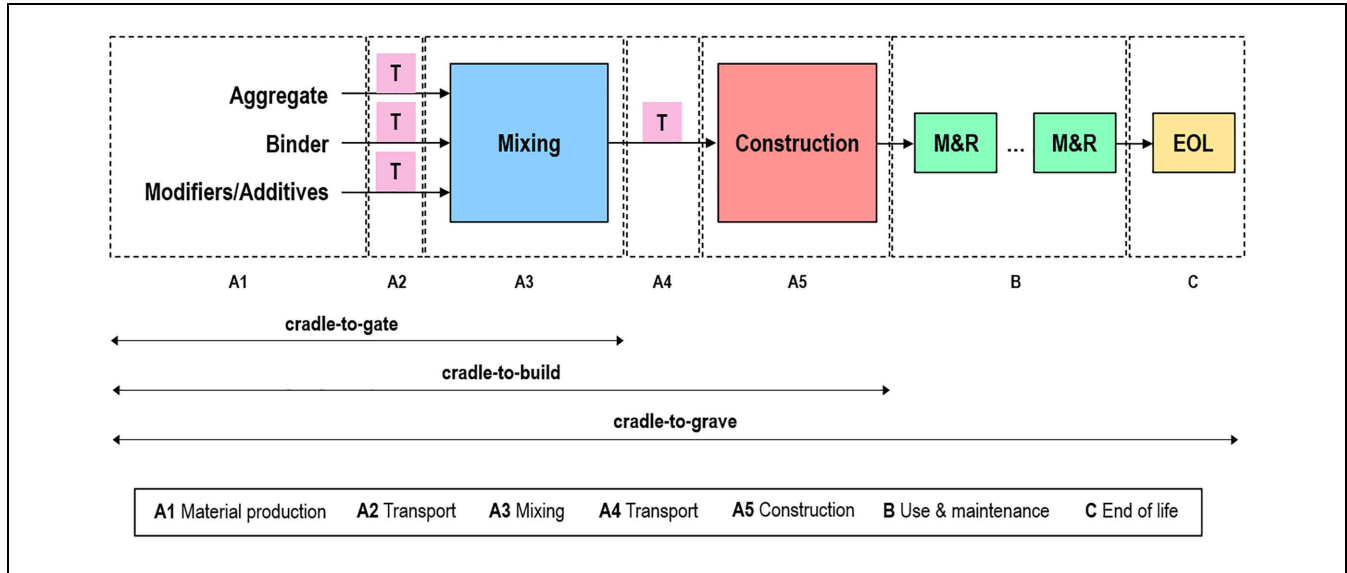 T
Aggregate
T
T
Binder
Mixing
Construction
M&R
...
M&R
EOL
T
Modifiers/Additives
A1 A2 A3 A4 A5 B C
cradle-to-gate
cradle-to-build
cradle-to-grave
A1 Material production A2 Transport A3 Mixing A4 Transport A5 Construction B Use & maintenance C End of life